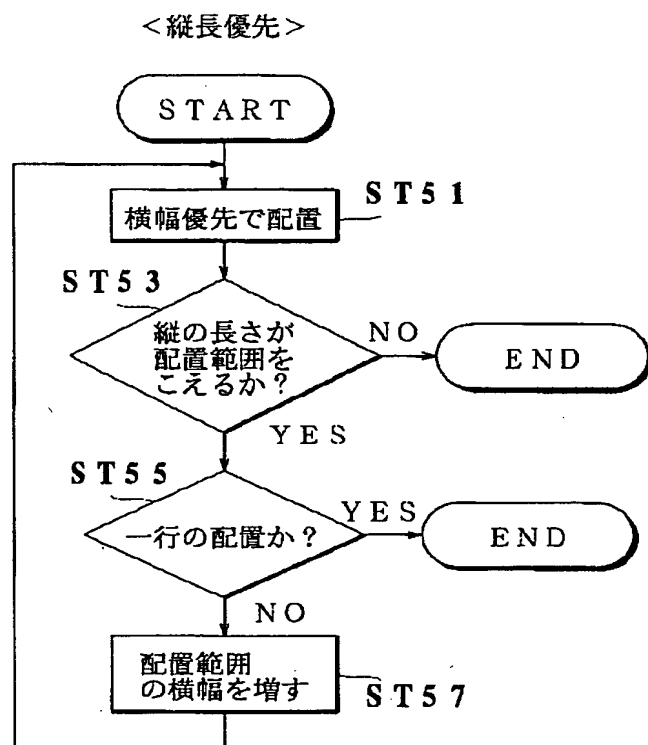 <縦長優先>
START
横幅優先で配置
ST51
ST53
縦の長さが
配置範囲を
こえるか?
NO
END
YES
ST55
一行の配置か?
YES
END
NO
配置範囲
の横幅を増す
ST57